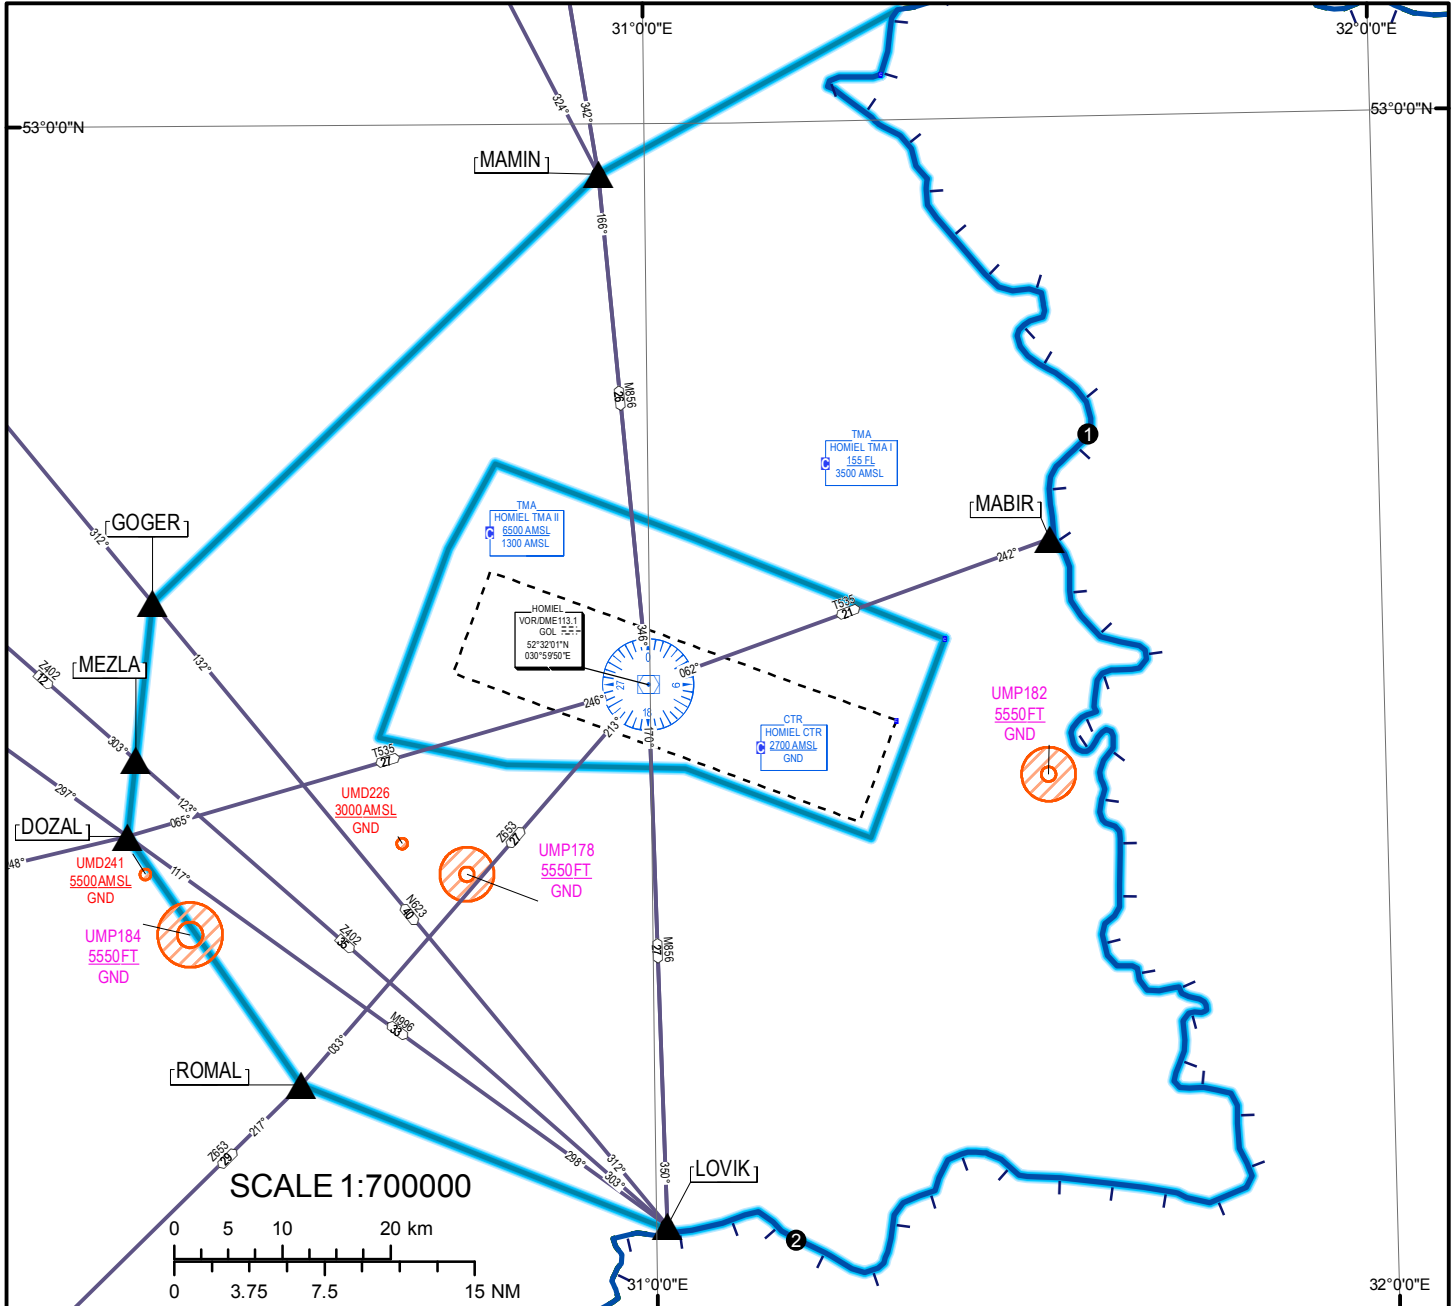 31°0'0"E
32°0'0"E
53°0'0"N
53°0'0"N
324°
342°
MAMIN
166°
M856
26
1
TMA
HOMIEL TMA I
C
155 FL
3500 AMSL
MABIR
242°
312°
GOGER
TMA
HOMIEL TMA II
C
6500 AMSL
1300 AMSL
T535
21
HOMIEL
VOR/DME113.1
GOL
52°32'01"N
030°59'50"E
346°
0
9
18
27
062°
132°
Z402
12
MEZLA
246°
213°
170°
303°
T535
27
CTR
HOMIEL CTR
C
2700 AMSL
GND
UMP182
5550FT
GND
297°
123°
065°
DOZAL
48°
UMD226
3000AMSL
GND
Z653
27
UMP178
5550FT
GND
UMD241
5500AMSL
GND
117°
N623
40
UMP184
5550FT
GND
Z402
35
M856
27
M996
33
033°
ROMAL
217°
Z653
29
298°
303°
312°
350°
LOVIK
2
SCALE 1:700000
0 5 10 20 km
0 3.75 7.5 15 NM
31°0'0"E
32°0'0"E